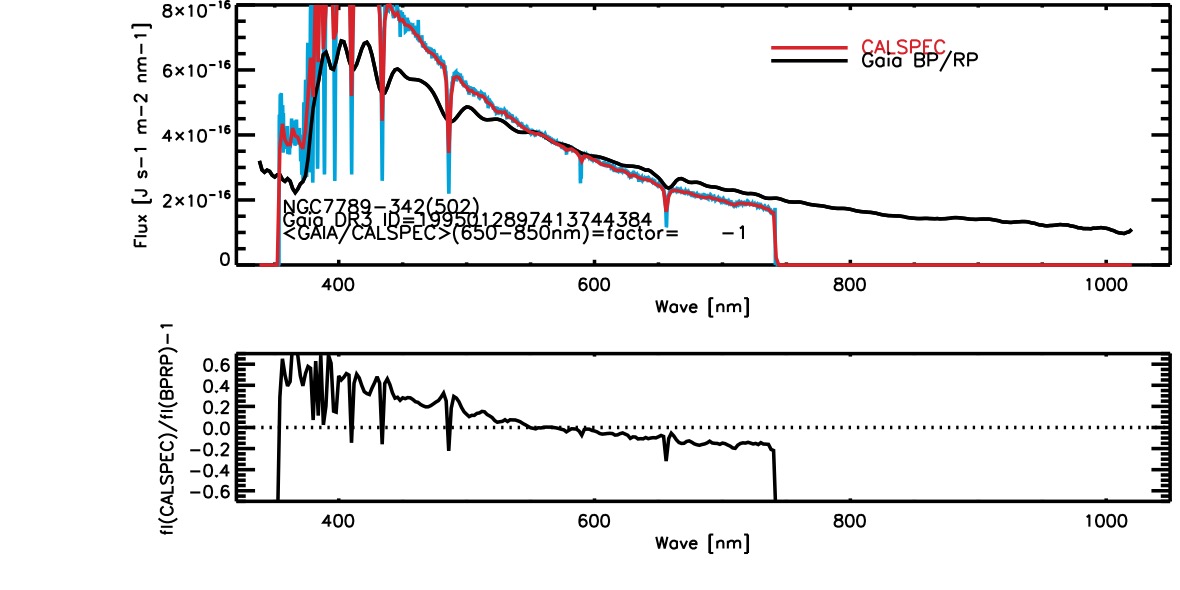 8×10−16
6×10−16
4×10−16
2×10−16
0
Flux [J s−1 m−2 nm−1]
CALSPEC
Gaia BP/RP
NGC7789−342(502)
Gaia DR3 ID=1995012897413744384
<GAIA/CALSPEC>(650−850nm)=factor= −1
400 600 800 1000
Wave [nm]
fl(CALSPEC)/fl(BPRP)−1
0.6
0.4
0.2
0.0
−0.2
−0.4
−0.6
400 600 800 1000
Wave [nm]